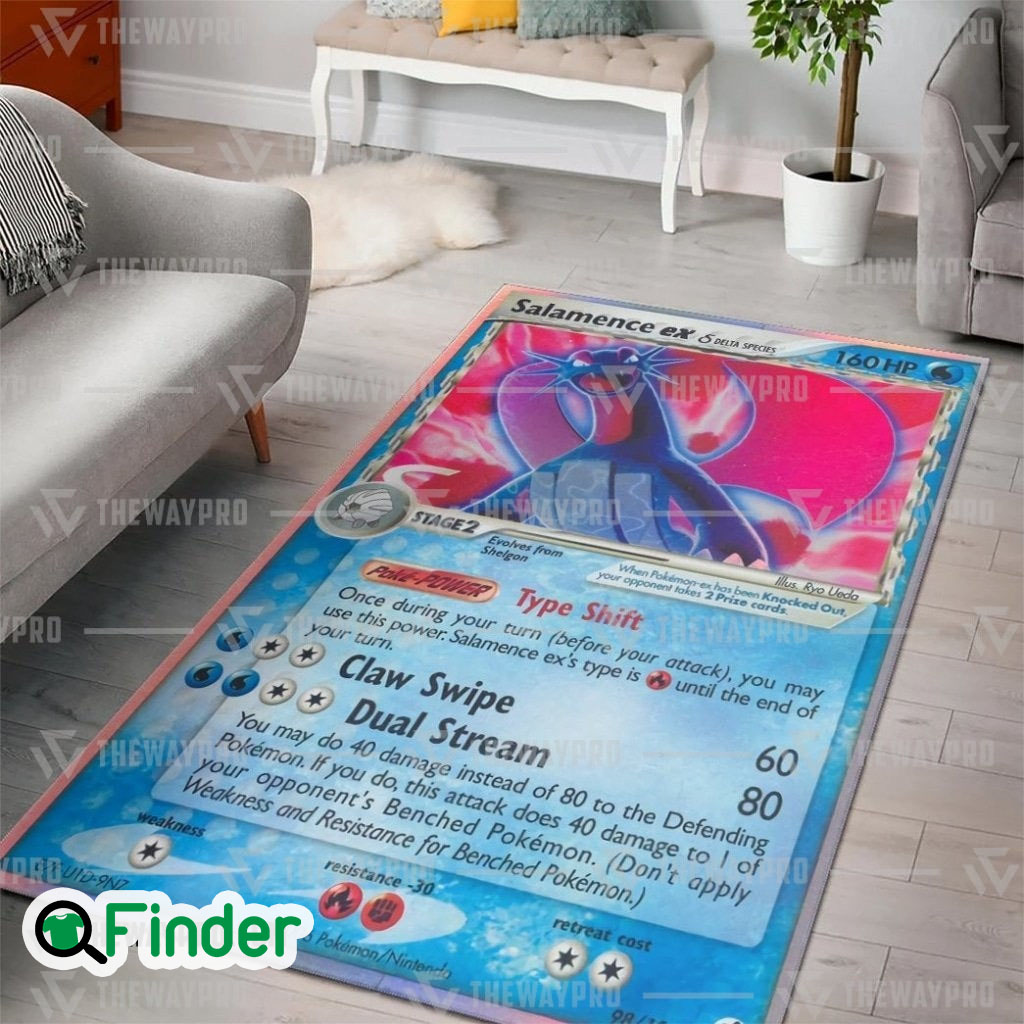 THEWAYPRO
Salamence ex δ DELTA SPECIES
160 HP
STAGE 2
Evolves from
Shelgon
Illus. Ryo Ueda
When Pokémon-ex has been Knocked Out,
your opponent takes 2 Prize cards.
POKé-POWER Type Shift
Once during your turn (before your attack), you may
use this power. Salamence ex's type is until the end of
your turn.
Claw Swipe 60
Dual Stream 80
You may do 40 damage instead of 80 to the Defending
Pokémon. If you do, this attack does 40 damage to 1 of
your opponent's Benched Pokémon. (Don't apply
Weakness and Resistance for Benched Pokémon.)
weakness
resistance -30
retreat cost
U1D-9N7
Pokémon/Nintendo
Finder